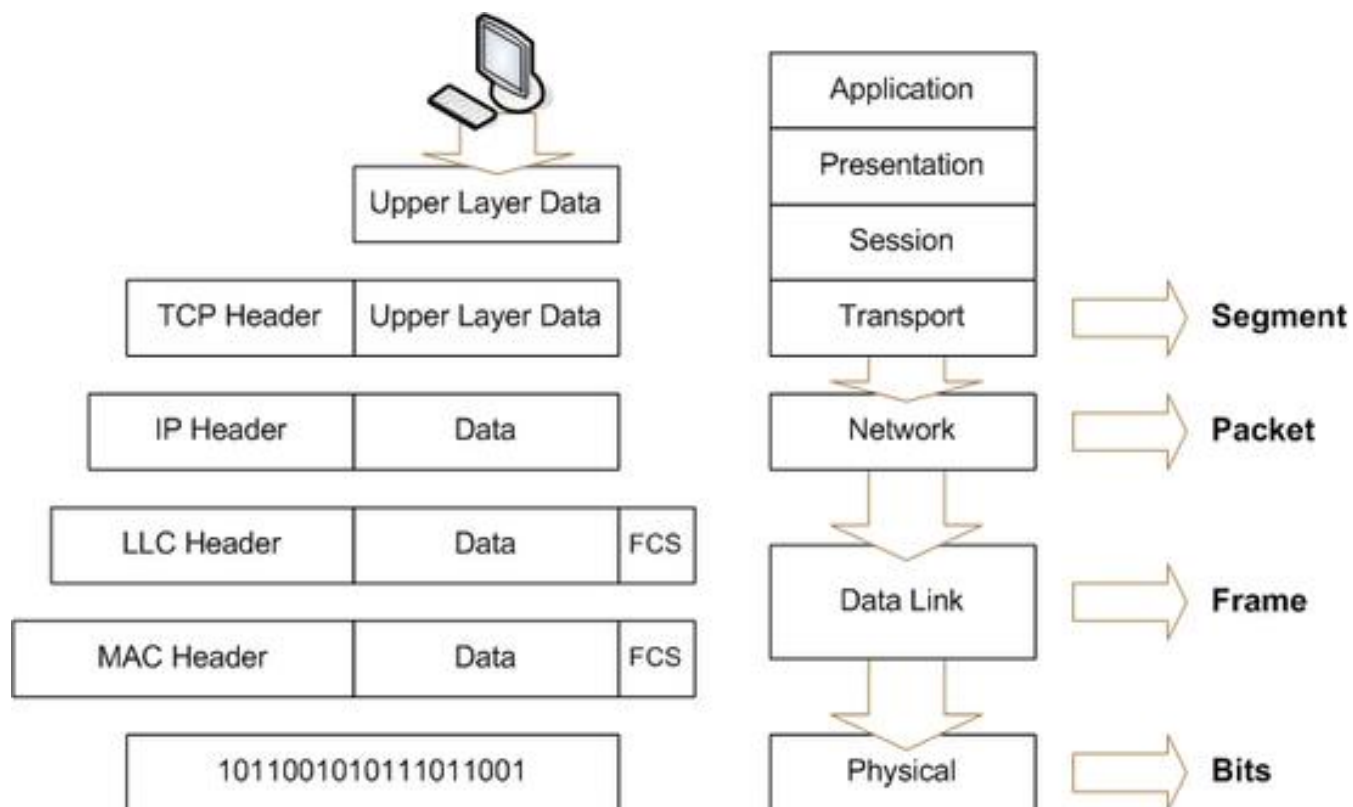 Application
Presentation
Upper Layer Data
Session
TCP Header Upper Layer Data Transport Segment
IP Header Data Network Packet
LLC Header Data FCS
Data Link Frame
MAC Header Data FCS
1011001010111011001 Physical Bits